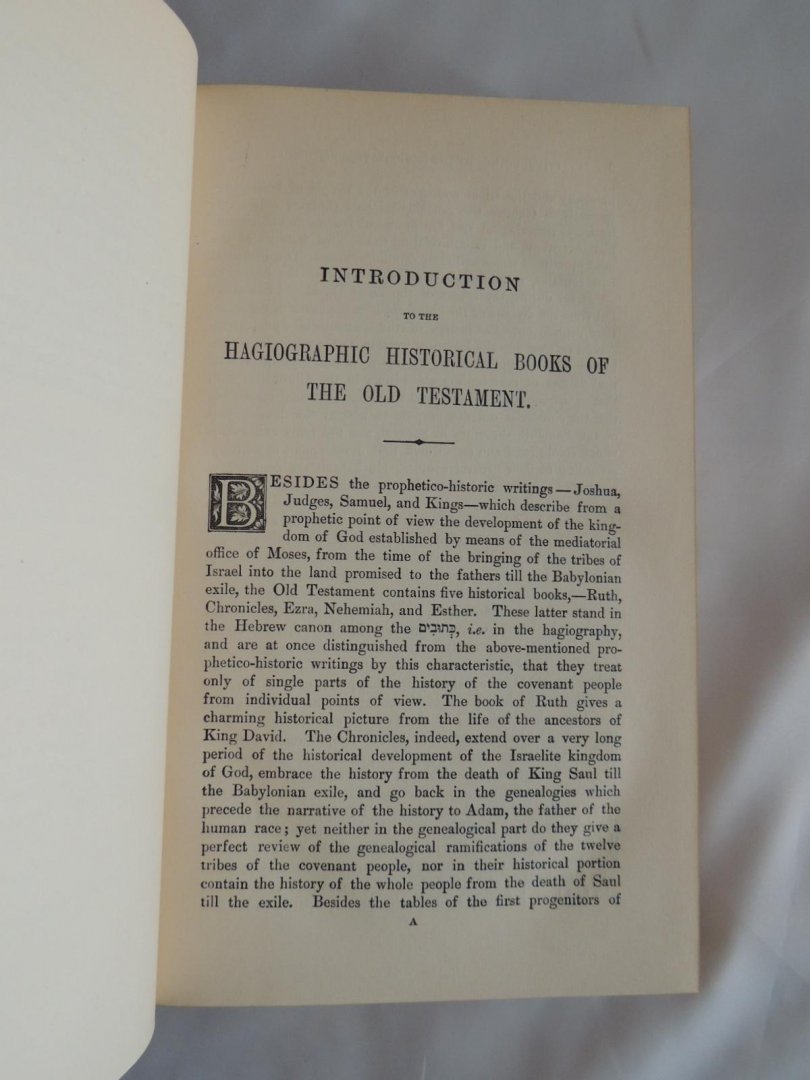 INTRODUCTION
TO THE
HAGIOGRAPHIC HISTORICAL BOOKS OF
THE OLD TESTAMENT.
BESIDES the prophetico-historic writings—Joshua,
Judges, Samuel, and Kings—which describe from a
prophetic point of view the development of the king-
dom of God established by means of the mediatorial
office of Moses, from the time of the bringing of the tribes of
Israel into the land promised to the fathers till the Babylonian
exile, the Old Testament contains five historical books,—Ruth,
Chronicles, Ezra, Nehemiah, and Esther. These latter stand in
the Hebrew canon among the כְּתוּבִים, i.e. in the hagiography,
and are at once distinguished from the above-mentioned pro-
phetico-historic writings by this characteristic, that they treat
only of single parts of the history of the covenant people
from individual points of view. The book of Ruth gives a
charming historical picture from the life of the ancestors of
King David. The Chronicles, indeed, extend over a very long
period of the historical development of the Israelite kingdom
of God, embrace the history from the death of King Saul till
the Babylonian exile, and go back in the genealogies which
precede the narrative of the history to Adam, the father of the
human race; yet neither in the genealogical part do they give a
perfect review of the genealogical ramifications of the twelve
tribes of the covenant people, nor in their historical portion
contain the history of the whole people from the death of Saul
till the exile. Besides the tables of the first progenitors of
A